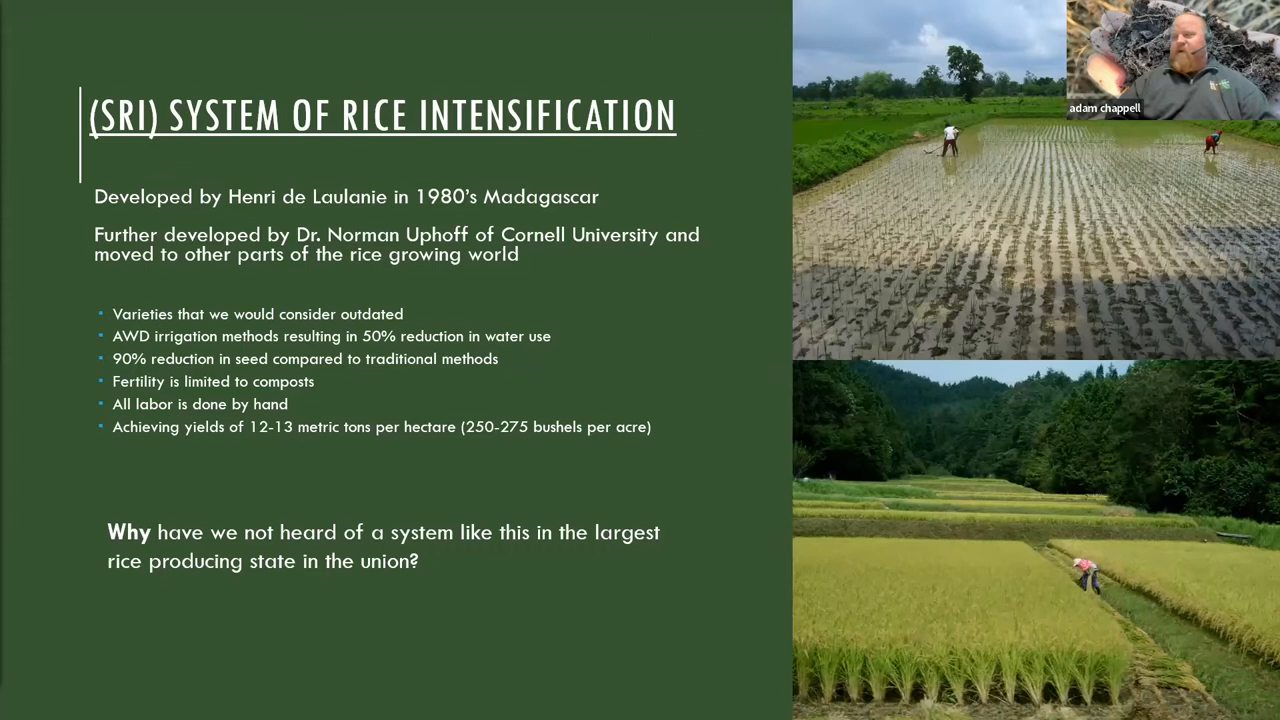 (SRI) SYSTEM OF RICE INTENSIFICATION
adam chappell
Developed by Henri de Laulanie in 1980's Madagascar
Further developed by Dr. Norman Uphoff of Cornell University and
moved to other parts of the rice growing world
▪ Varieties that we would consider outdated
▪ AWD irrigation methods resulting in 50% reduction in water use
▪ 90% reduction in seed compared to traditional methods
▪ Fertility is limited to composts
▪ All labor is done by hand
▪ Achieving yields of 12-13 metric tons per hectare (250-275 bushels per acre)
Why have we not heard of a system like this in the largest
rice producing state in the union?